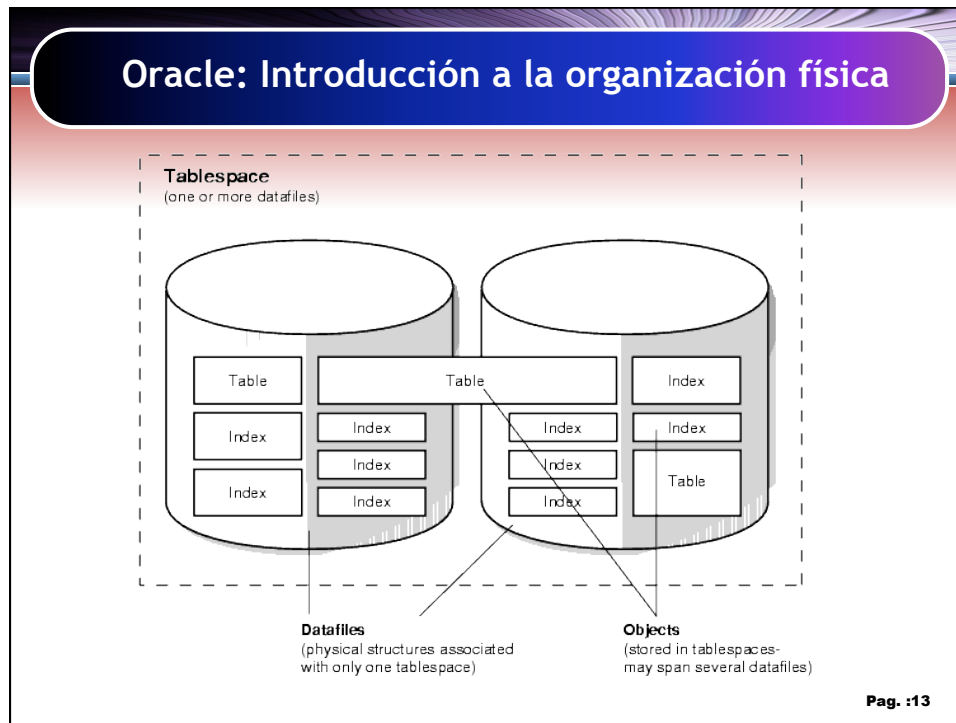 Oracle: Introducción a la organización física
Tablespace
(one or more datafiles)
Table
Table
Index
Index
Index
Index
Index
Index
Index
Index
Table
Index
Index
Index
Datafiles
(physical structures associated
with only one tablespace)
Objects
(stored in tablespaces-
may span several datafiles)
Pag. :13